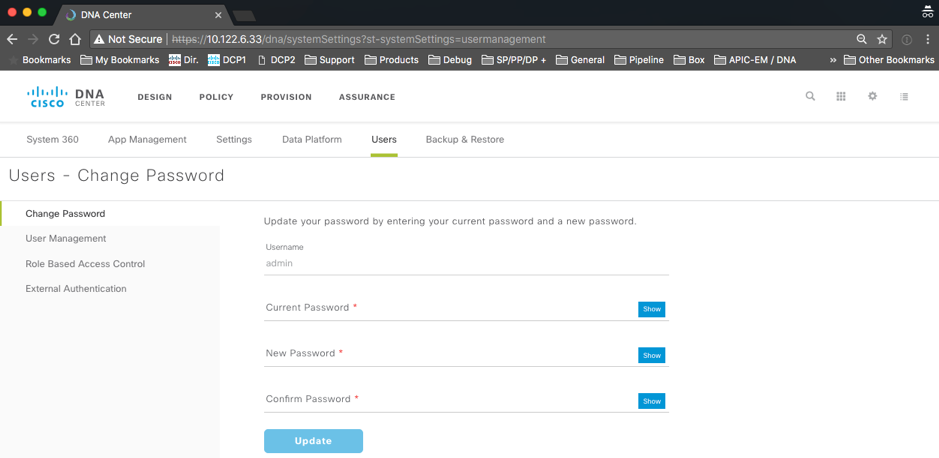 DNA Center
Not Secure https://10.122.6.33/dna/systemSettings?st-systemSettings=usermanagement
Bookmarks My Bookmarks Dir. DCP1 DCP2 Support Products Debug SP/PP/DP + General Pipeline Box APIC-EM / DNA » Other Bookmarks
CISCO DNA CENTER DESIGN POLICY PROVISION ASSURANCE
System 360 App Management Settings Data Platform Users Backup & Restore
Users - Change Password
Change Password
User Management
Role Based Access Control
External Authentication
Update your password by entering your current password and a new password.
Username
admin
Current Password * Show
New Password * Show
Confirm Password * Show
Update